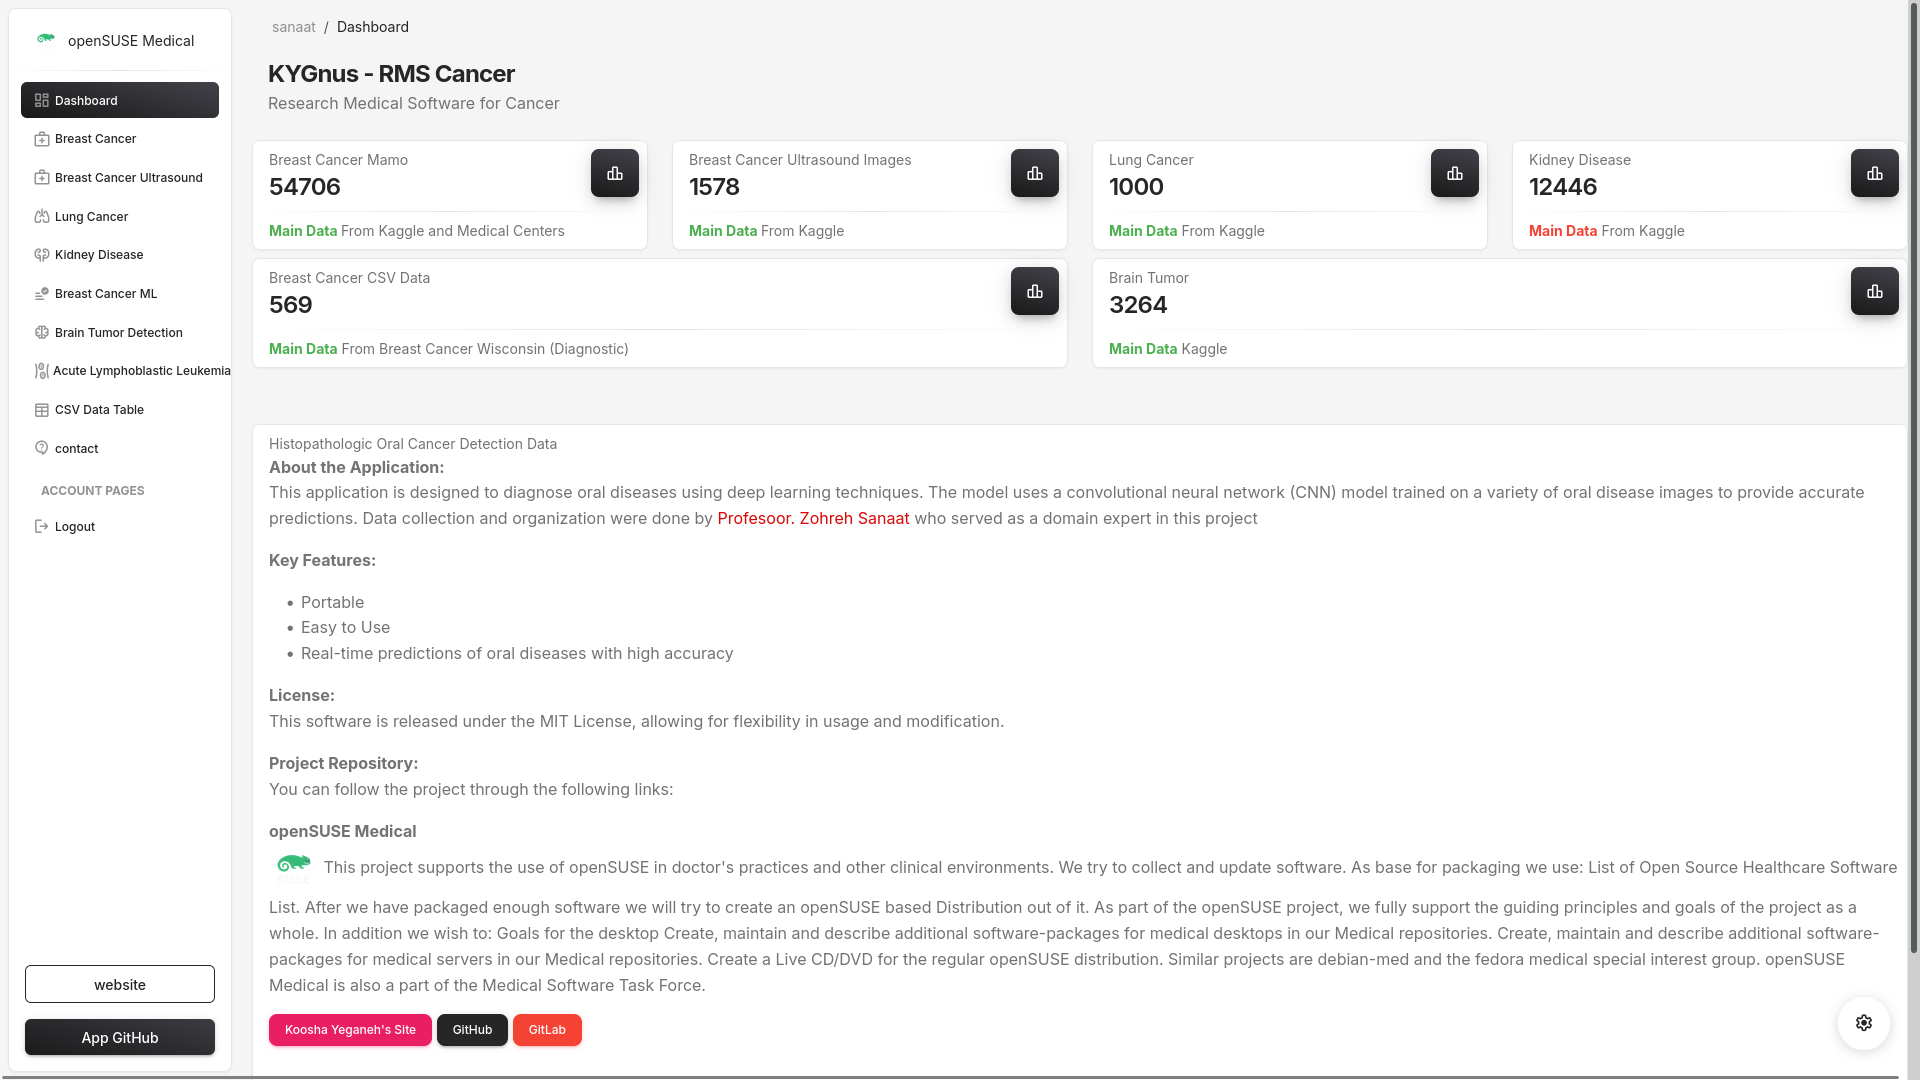 openSUSE Medical
Dashboard
Breast Cancer
Breast Cancer Ultrasound
Lung Cancer
Kidney Disease
Breast Cancer ML
Brain Tumor Detection
Acute Lymphoblastic Leukemia
CSV Data Table
contact
ACCOUNT PAGES
Logout
website
App GitHub
sanaat / Dashboard
KYGnus - RMS Cancer
Research Medical Software for Cancer
Breast Cancer Mamo
54706
Main Data From Kaggle and Medical Centers
Breast Cancer Ultrasound Images
1578
Main Data From Kaggle
Lung Cancer
1000
Main Data From Kaggle
Kidney Disease
12446
Main Data From Kaggle
Breast Cancer CSV Data
569
Main Data From Breast Cancer Wisconsin (Diagnostic)
Brain Tumor
3264
Main Data Kaggle
Histopathologic Oral Cancer Detection Data
About the Application:
This application is designed to diagnose oral diseases using deep learning techniques. The model uses a convolutional neural network (CNN) model trained on a variety of oral disease images to provide accurate
predictions. Data collection and organization were done by Profesoor. Zohreh Sanaat who served as a domain expert in this project
Key Features:
• Portable
• Easy to Use
• Real-time predictions of oral diseases with high accuracy
License:
This software is released under the MIT License, allowing for flexibility in usage and modification.
Project Repository:
You can follow the project through the following links:
openSUSE Medical
This project supports the use of openSUSE in doctor's practices and other clinical environments. We try to collect and update software. As base for packaging we use: List of Open Source Healthcare Software
List. After we have packaged enough software we will try to create an openSUSE based Distribution out of it. As part of the openSUSE project, we fully support the guiding principles and goals of the project as a
whole. In addition we wish to: Goals for the desktop Create, maintain and describe additional software-packages for medical desktops in our Medical repositories. Create, maintain and describe additional software-
packages for medical servers in our Medical repositories. Create a Live CD/DVD for the regular openSUSE distribution. Similar projects are debian-med and the fedora medical special interest group. openSUSE
Medical is also a part of the Medical Software Task Force.
Koosha Yeganeh's Site
GitHub
GitLab